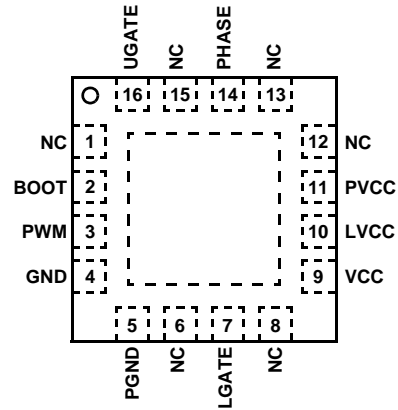 UGATE NC PHASE NC
16 15 14 13
NC 1 12 NC
BOOT 2 11 PVCC
PWM 3 10 LVCC
GND 4 9 VCC
5 6 7 8
PGND NC LGATE NC